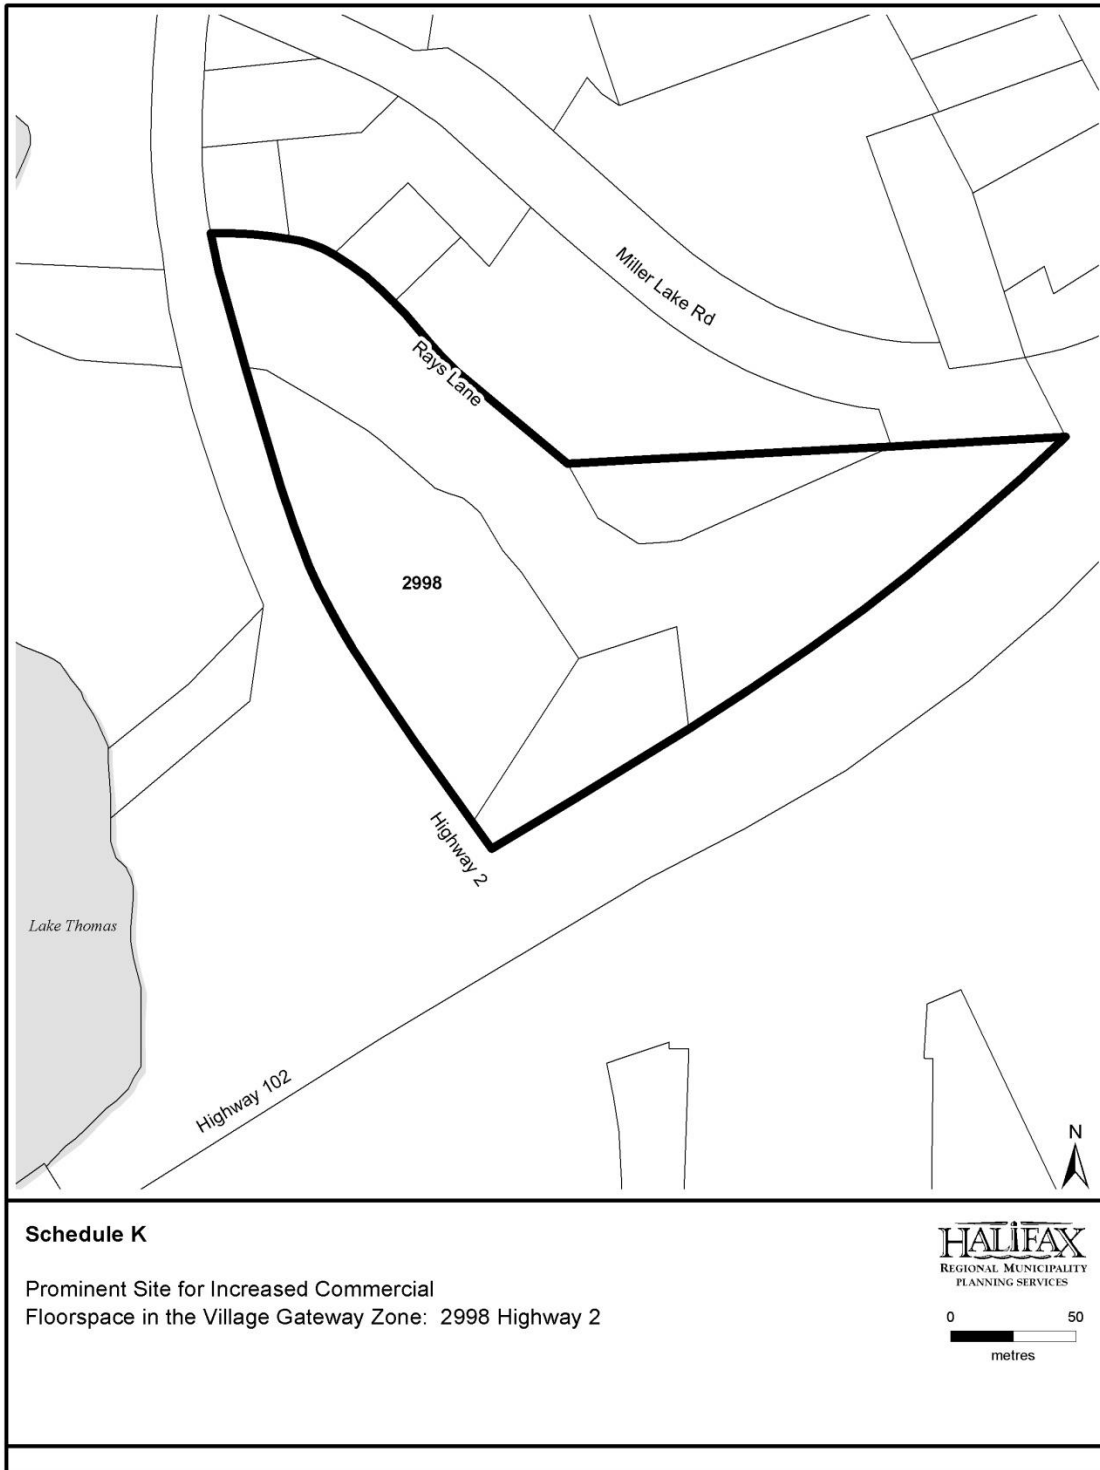 Miller Lake Rd
Rays Lane
2998
Highway 2
Lake Thomas
Highway 102
N
Schedule K
Prominent Site for Increased Commercial
Floorspace in the Village Gateway Zone: 2998 Highway 2
HALIFAX
REGIONAL MUNICIPALITY
PLANNING SERVICES
0 50
metres